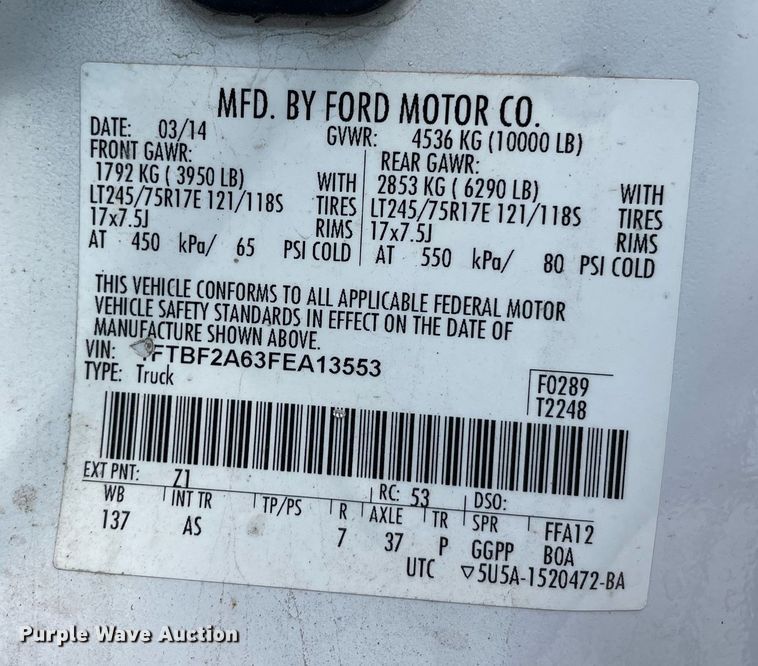 MFD. BY FORD MOTOR CO.
DATE: 03/14 GVWR: 4536 KG (10000 LB)
FRONT GAWR: REAR GAWR:
1792 KG ( 3950 LB) WITH 2853 KG ( 6290 LB) WITH
LT245/75R17E 121/118S TIRES LT245/75R17E 121/118S TIRES
17x7.5J RIMS 17x7.5J RIMS
AT 450 kPa/ 65 PSI COLD AT 550 kPa/ 80 PSI COLD
THIS VEHICLE CONFORMS TO ALL APPLICABLE FEDERAL MOTOR
VEHICLE SAFETY STANDARDS IN EFFECT ON THE DATE OF
MANUFACTURE SHOWN ABOVE.
VIN: 1FTBF2A63FEA13553
TYPE: Truck
F0289
T2248
EXT PNT: Z1 RC: 53 DSO:
WB INT TR TP/PS R AXLE TR SPR FFA12
137 AS 7 37 P GGPP BOA
UTC ▽5U5A-1520472-BA
Purple Wave Auction